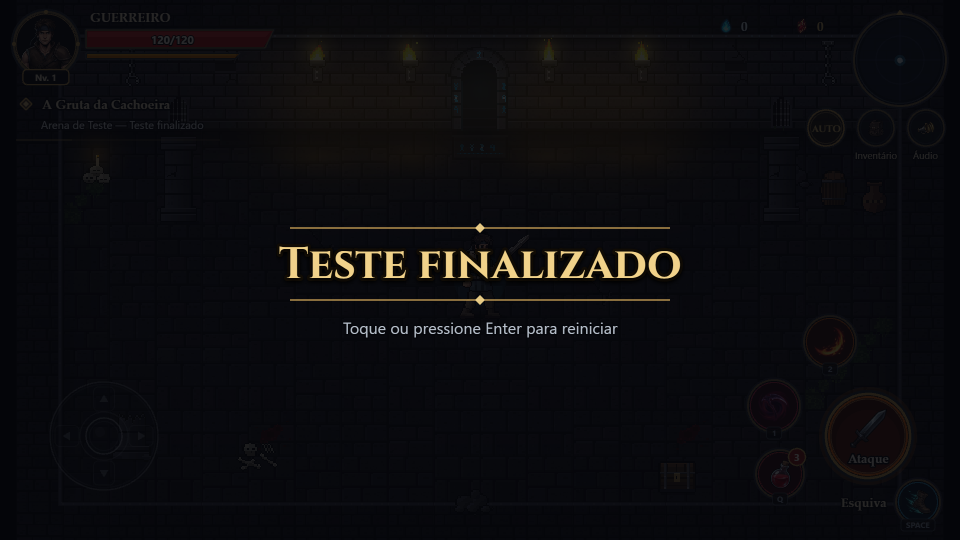 GUERREIRO
120/120
Nv. 1
0
0
A Gruta da Cachoeira
Arena de Teste — Teste finalizado
AUTO
Inventário
Áudio
TESTE FINALIZADO
Toque ou pressione Enter para reiniciar
2
1
3
Q
Ataque
Esquiva
SPACE